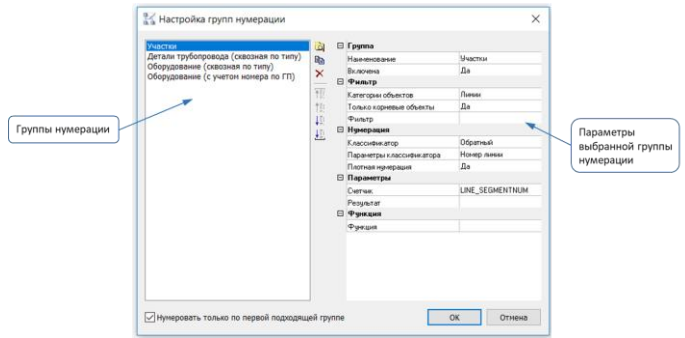 Настройка групп нумерации
Участки
Детали трубопровода (сквозная по типу)
Оборудование (сквозная по типу)
Оборудование (с учетом номера по ГП)
Группа
Наименование Участки
Включена Да
Фильтр
Категории объектов Линии
Только корневые объекты Да
Фильтр
Нумерация
Классификатор Обратный
Параметры классификатора Номер линии
Плотная нумерация Да
Параметры
Счетчик LINE_SEGMENTNUM
Результат
Функция
Функция
Группы нумерации
Параметры
выбранной группы
нумерации
Нумеровать только по первой подходящей группе
ОК Отмена